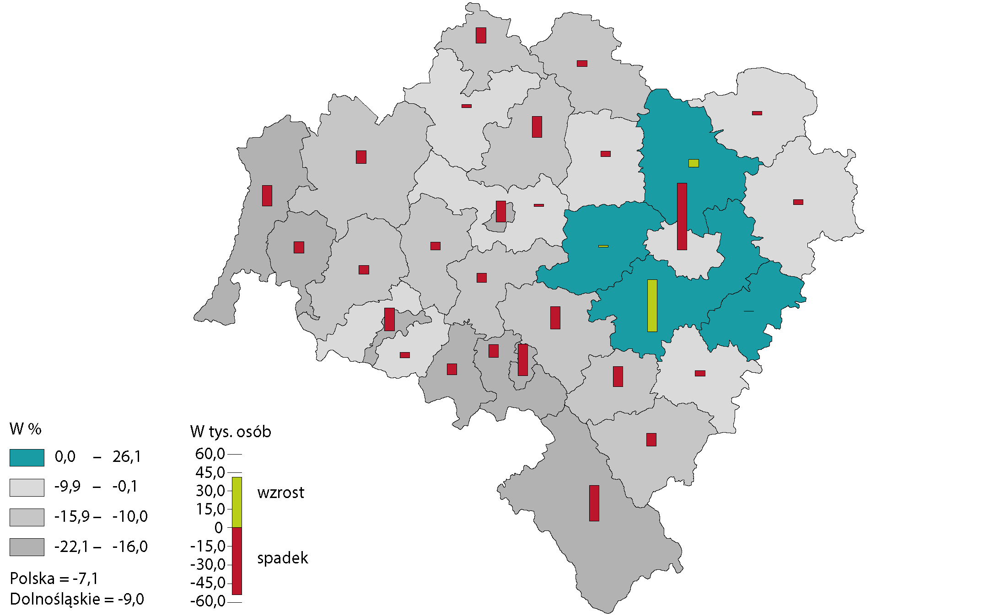 W %
0,0 – 26,1
-9,9 – -0,1
-15,9 – -10,0
-22,1 – -16,0
Polska = -7,1
Dolnośląskie = -9,0
W tys. osób
60,0
45,0
30,0
15,0
0
-15,0
-30,0
-45,0
-60,0
wzrost
spadek